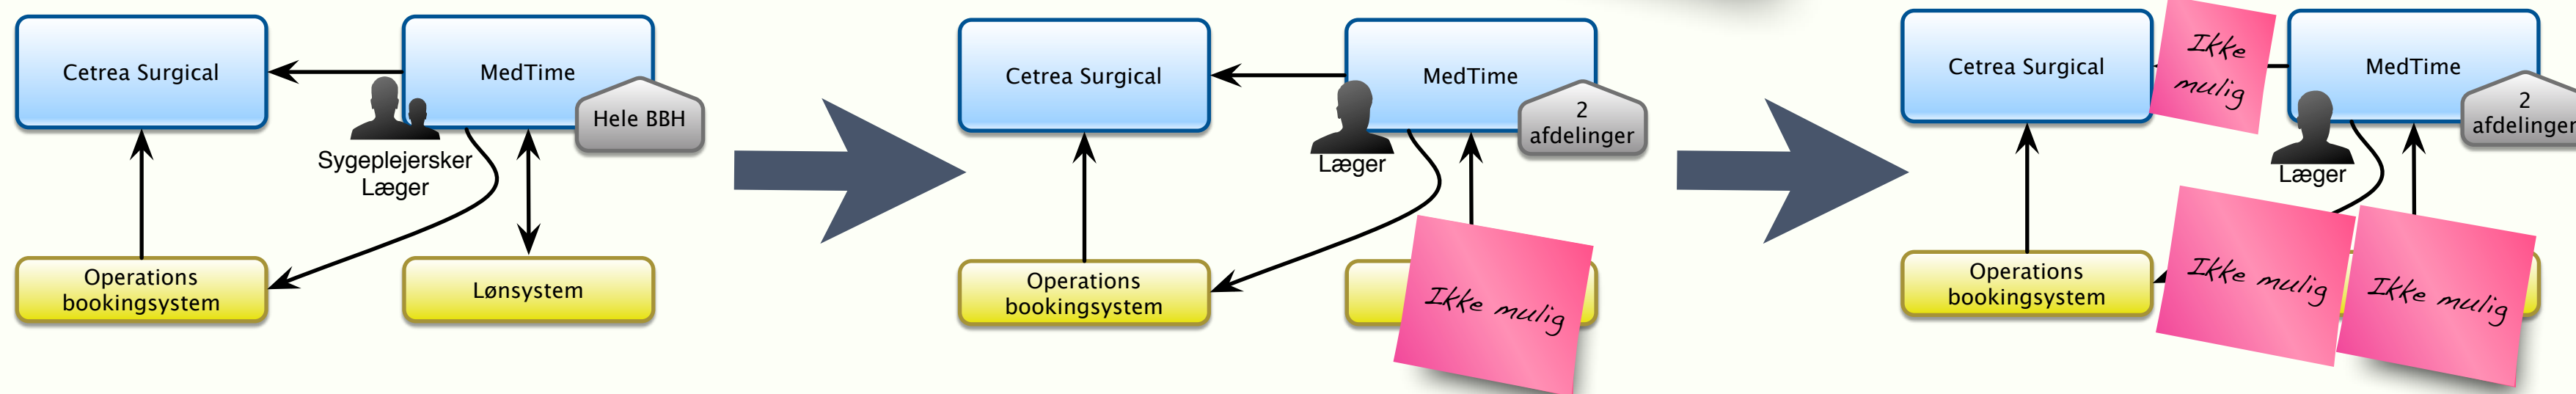 Cetrea Surgical
MedTime
Hele BBH
Sygeplejersker
Læger
Operations
bookingsystem
Lønsystem
Cetrea Surgical
MedTime
2
afdelinger
Læger
Operations
bookingsystem
Ikke mulig
Cetrea Surgical
Ikke
mulig
MedTime
2
afdelinger
Læger
Operations
bookingsystem
Ikke mulig
Ikke mulig